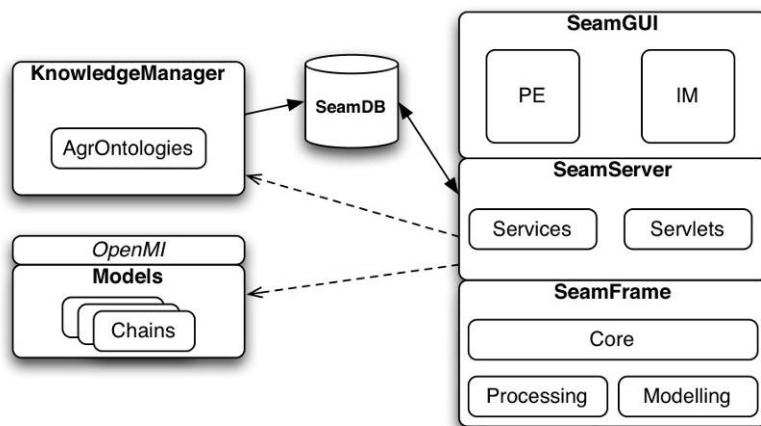 SeamGUI
PE
IM
KnowledgeManager
AgrOntologies
SeamDB
SeamServer
Services
Servlets
OpenMI
Models
Chains
SeamFrame
Core
Processing
Modelling